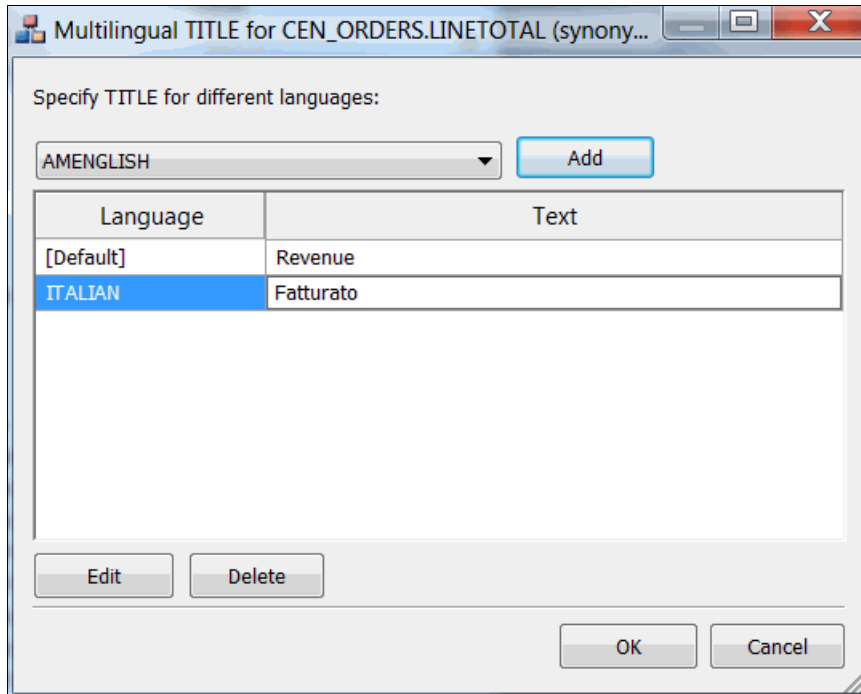 Multilingual TITLE for CEN_ORDERS.LINETOTAL (synony...
Specify TITLE for different languages:
AMENGLISH
Add
Language Text
[Default] Revenue
ITALIAN Fatturato
Edit Delete
OK Cancel